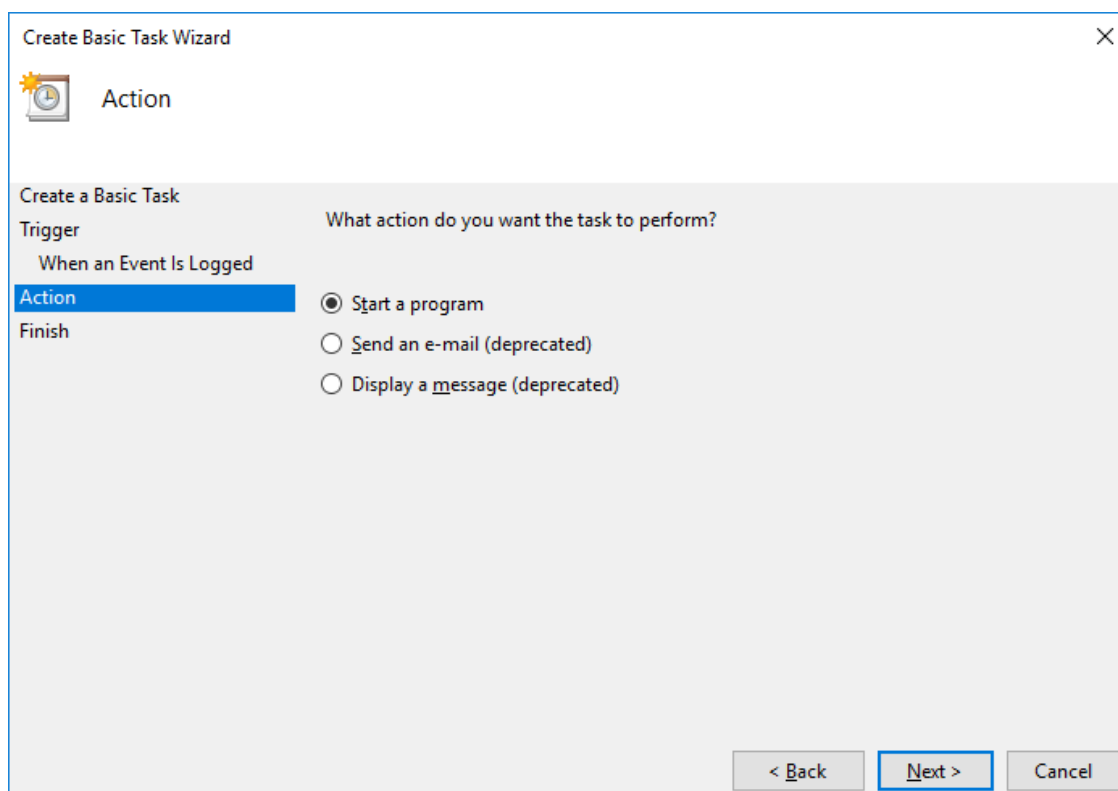 Create Basic Task Wizard
Action
Create a Basic Task
Trigger
When an Event Is Logged
Action
Finish
What action do you want the task to perform?
Start a program
Send an e-mail (deprecated)
Display a message (deprecated)
< Back
Next >
Cancel